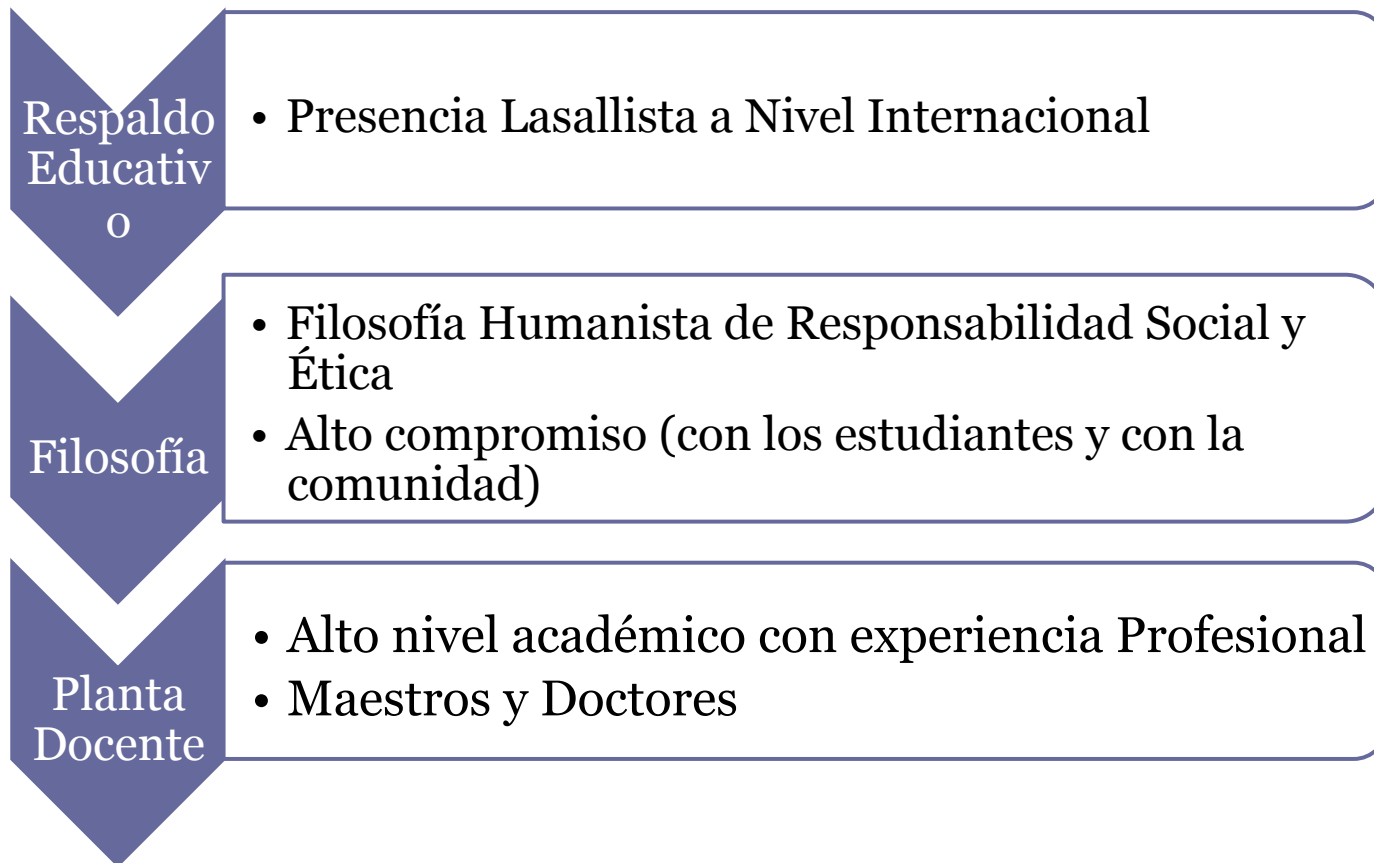 Respaldo
Educativ
o
• Presencia Lasallista a Nivel Internacional
Filosofía
• Filosofía Humanista de Responsabilidad Social y
Ética
• Alto compromiso (con los estudiantes y con la
comunidad)
Planta
Docente
• Alto nivel académico con experiencia Profesional
• Maestros y Doctores